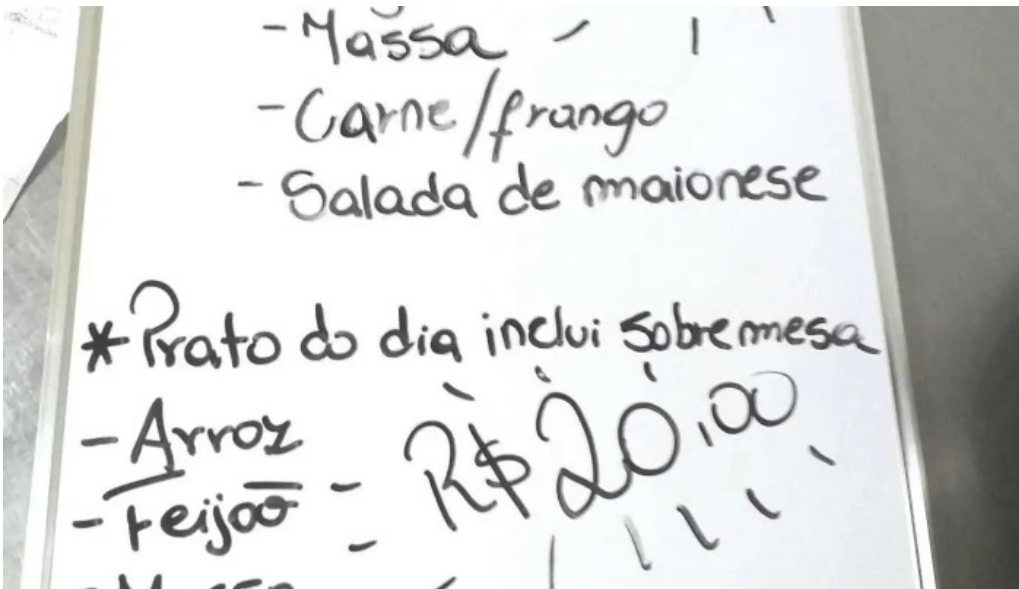 - Massa
- Carne/frango
- Salada de maionese
* Prato do dia inclui sobremesa
- Arroz
- Feijão
R$20,00